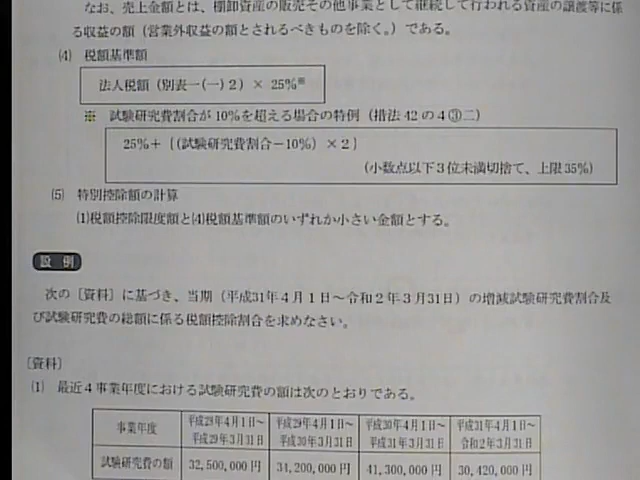 なお、売上金額とは、棚卸資産の販売その他事業として継続して行われる資産の譲渡等に係
る収益の額（営業外収益の額とされるべきものを除く。）である。
⑷　税額基準額
法人税額（別表一(一)２）× 25%※
※　試験研究費割合が10%を超える場合の特例（措法42の４③二）
25%＋｛(試験研究費割合－10%）×２｝
（小数点以下３位未満切捨て、上限35%）
⑸　特別控除額の計算
⑴税額控除限度額と⑷税額基準額のいずれか小さい金額とする。
設 例
次の〔資料〕に基づき、当期（平成31年４月１日～令和２年３月31日）の増減試験研究費割合及
び試験研究費の総額に係る税額控除割合を求めなさい。
〔資料〕
⑴　最近４事業年度における試験研究費の額は次のとおりである。
事業年度　平成28年4月1日～平成29年3月31日　平成29年4月1日～平成30年3月31日　平成30年4月1日～平成31年3月31日　平成31年4月1日～令和2年3月31日
試験研究費の額　32,500,000円　34,200,000円　41,300,000円　30,420,000円